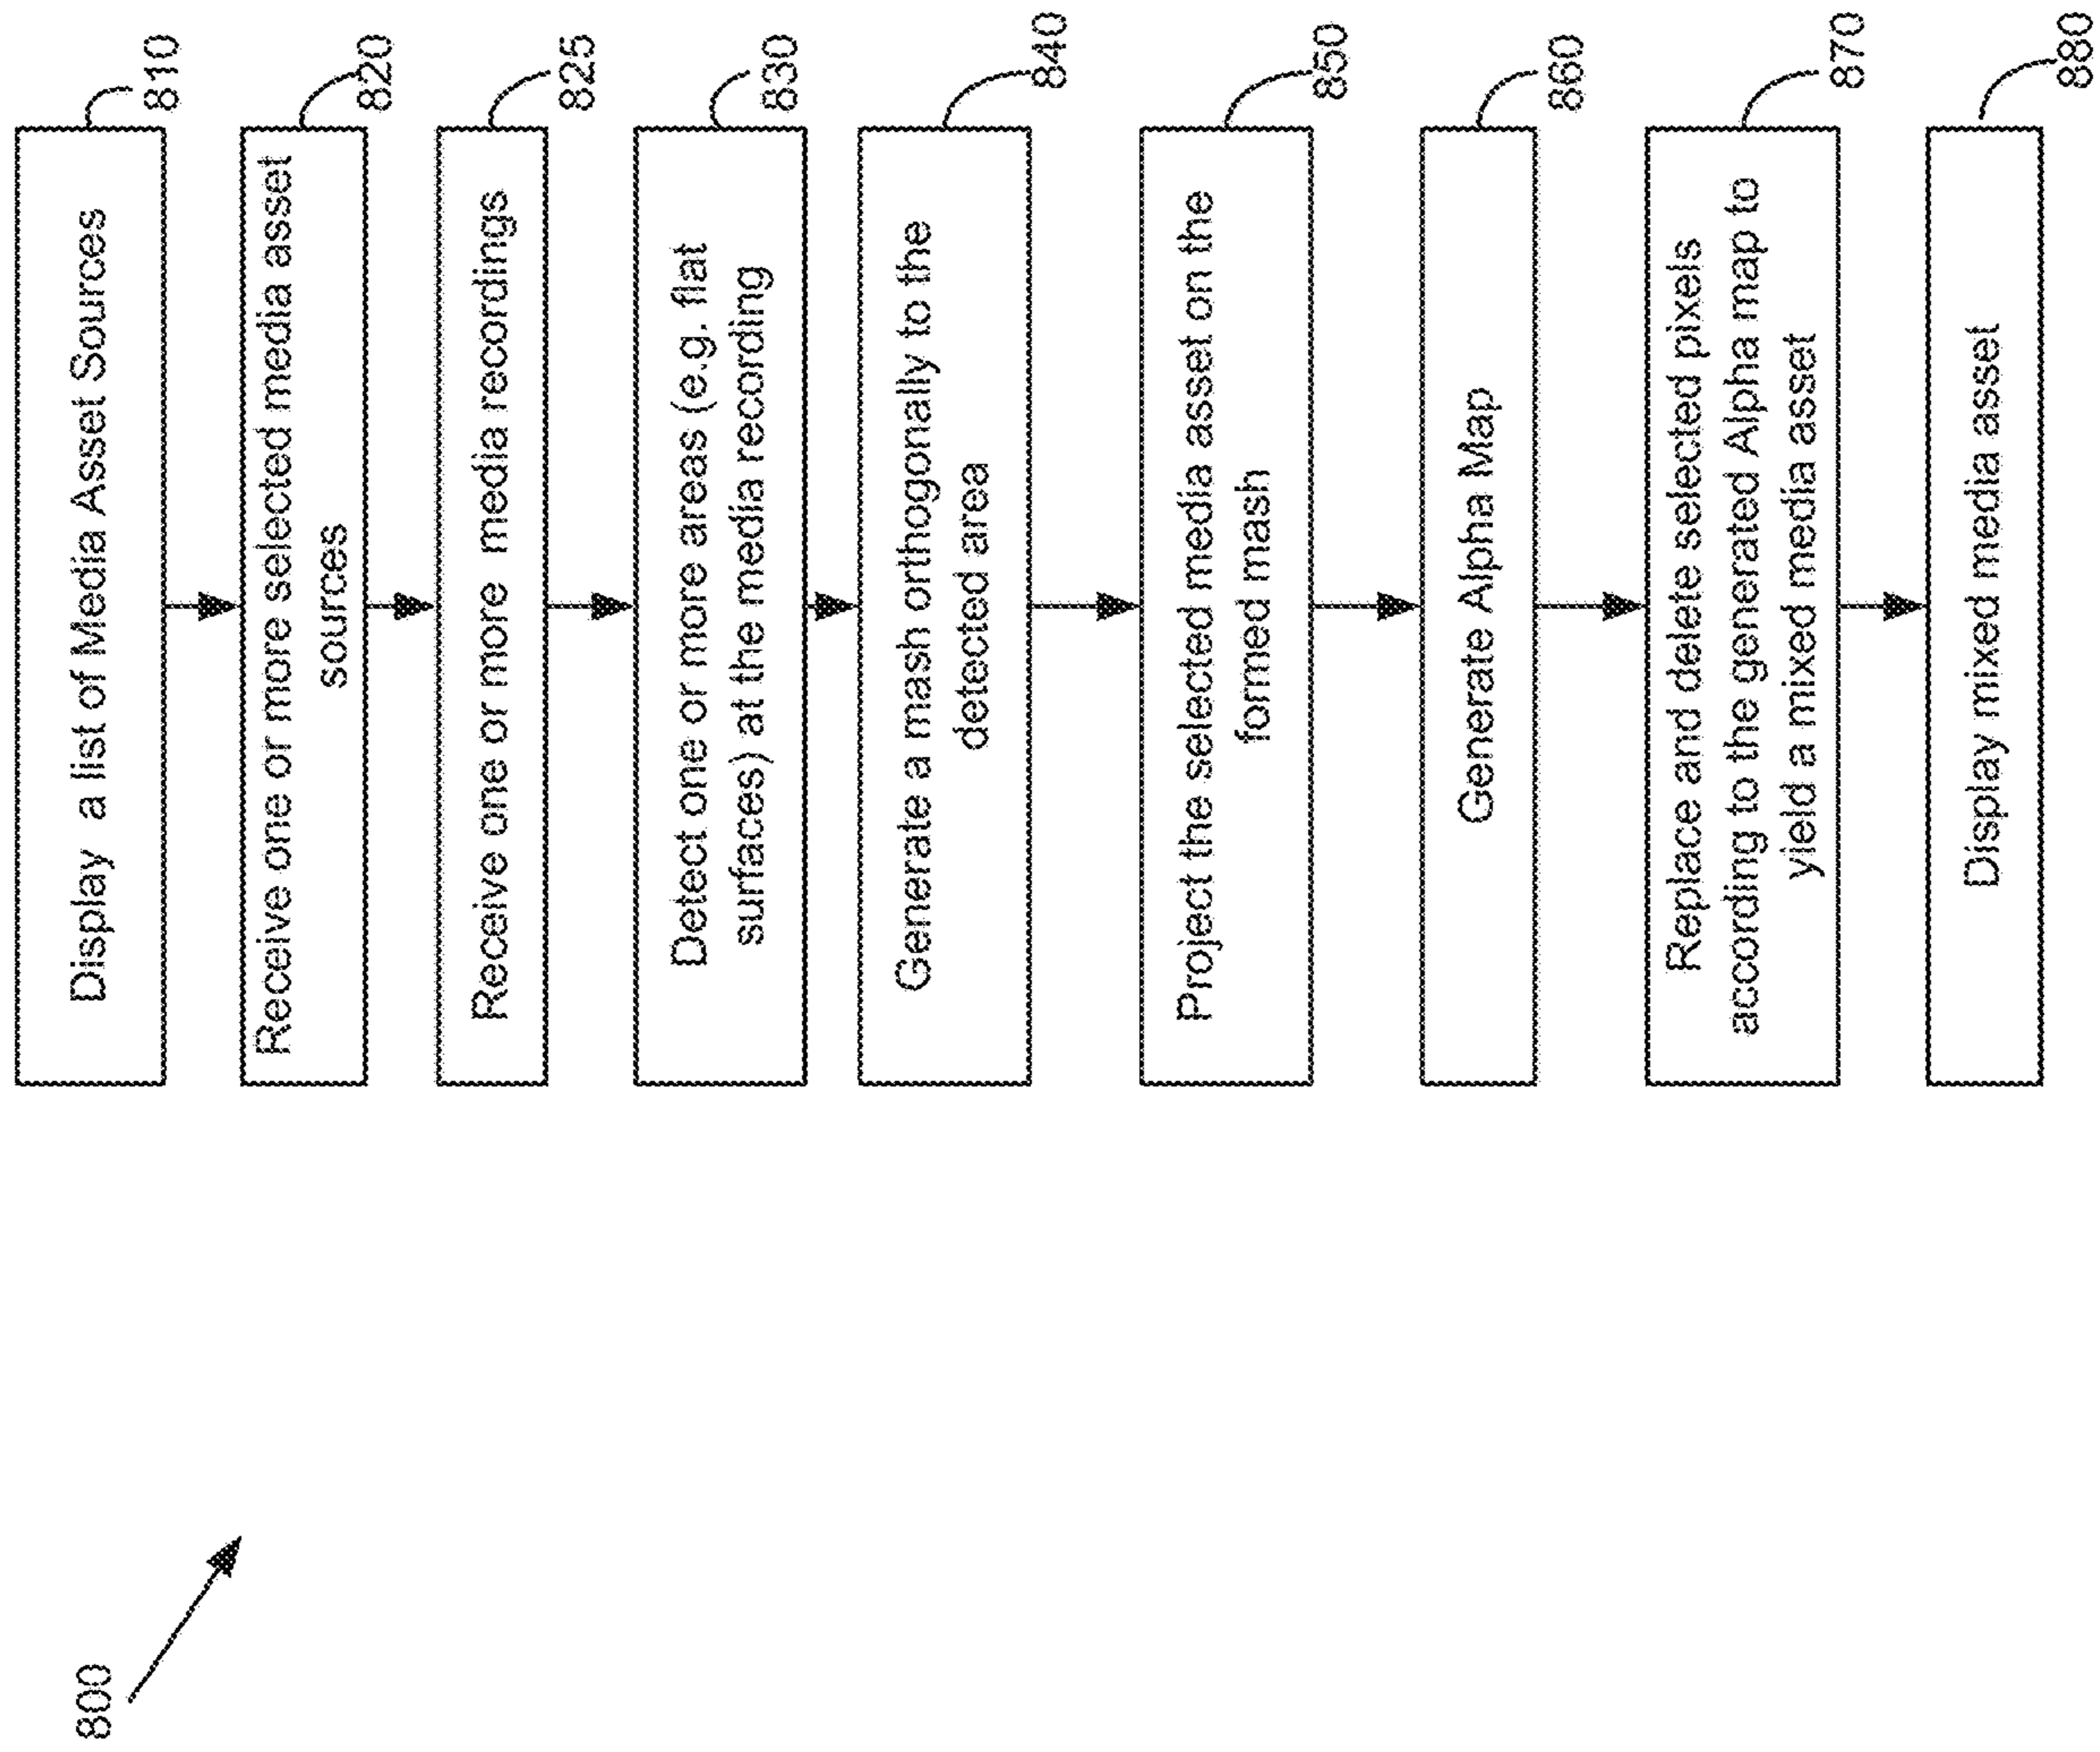 800
Display a list of Media Asset Sources
810
Receive one or more selected media asset
sources
820
Receive one or more media recordings
825
Detect one or more areas (e.g. flat
surfaces) at the media recording
830
Generate a mash orthogonally to the
detected area
840
Project the selected media asset on the
formed mash
850
Generate Alpha Map
860
Replace and delete selected pixels
according to the generated Alpha map to
yield a mixed media asset
870
Display mixed media asset
880